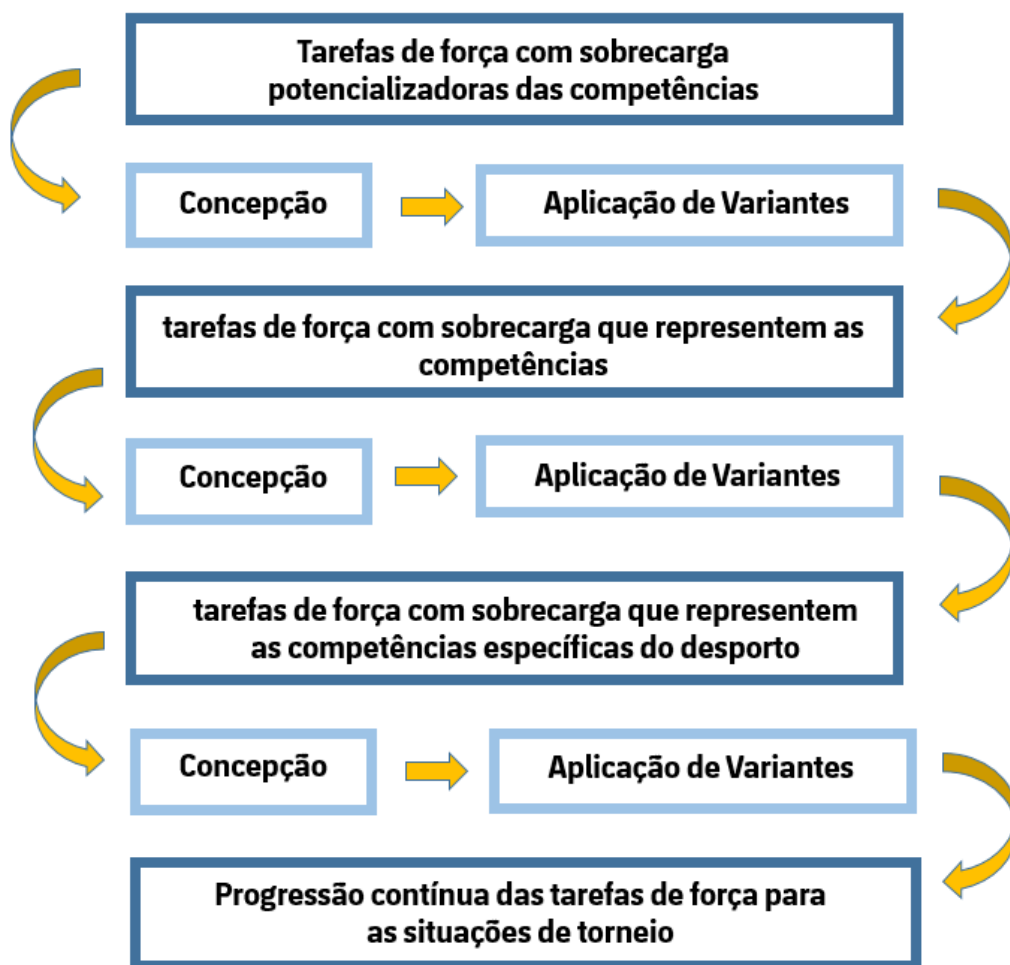 Tarefas de força com sobrecarga
potencializadoras das competências
Concepção
Aplicação de Variantes
tarefas de força com sobrecarga que representem as
competências
Concepção
Aplicação de Variantes
tarefas de força com sobrecarga que representem
as competências específicas do desporto
Concepção
Aplicação de Variantes
Progressão contínua das tarefas de força para
as situações de torneio